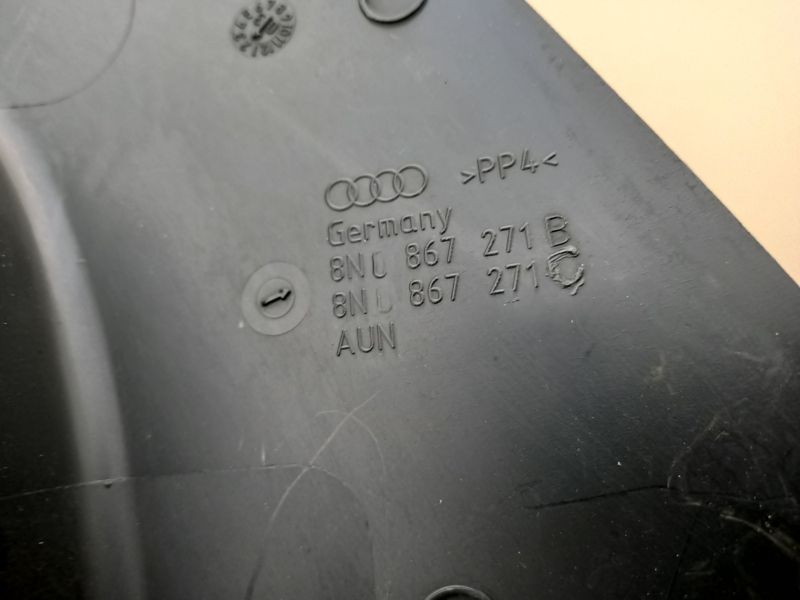 >PP4<
Germany
8N0 867 271 B
8N0 867 271 C
AUN